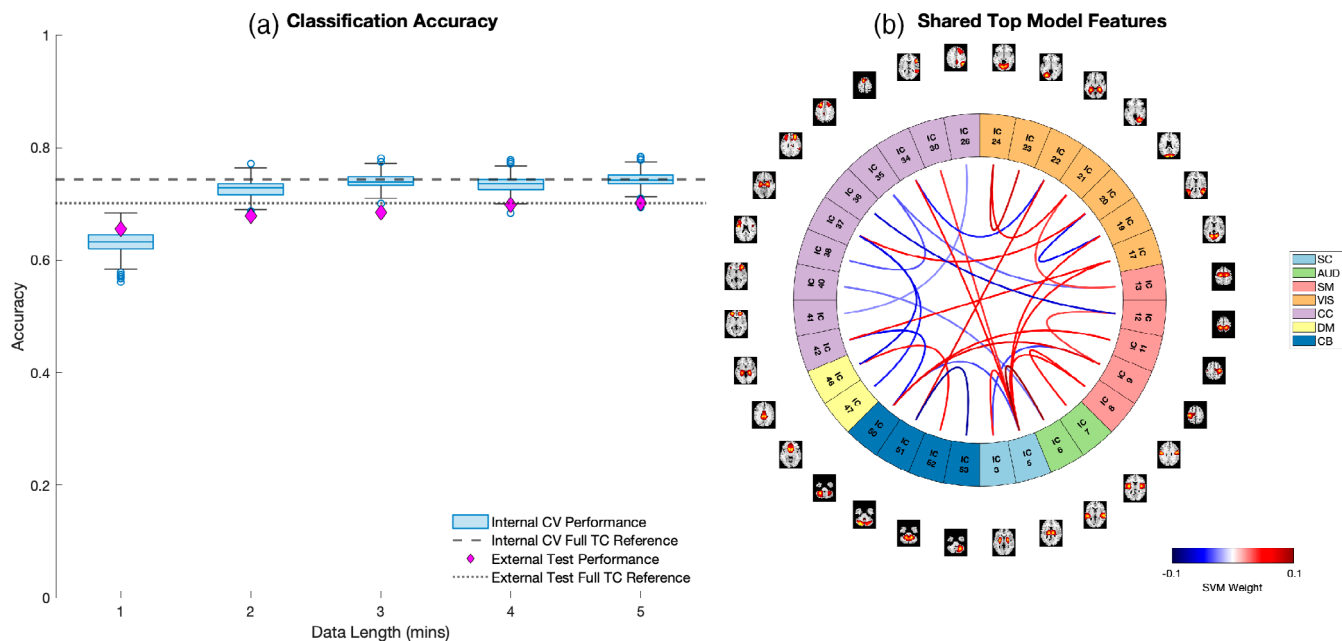 (a) Classification Accuracy
Accuracy
1
0.8
0.6
0.4
0.2
0
1
2
3
4
5
Data Length (mins)
Internal CV Performance
Internal CV Full TC Reference
External Test Performance
External Test Full TC Reference
(b) Shared Top Model Features
IC
24
IC
23
IC
22
IC
21
IC
20
IC
19
IC
17
IC
13
IC
12
IC
11
IC
9
IC
8
IC
7
IC
6
IC
5
IC
3
IC
53
IC
52
IC
51
IC
50
IC
47
IC
48
IC
42
IC
41
IC
40
IC
38
IC
37
IC
36
IC
35
IC
34
IC
30
IC
26
SC
AUD
SM
VIS
CC
DM
CB
-0.1
0.1
SVM Weight